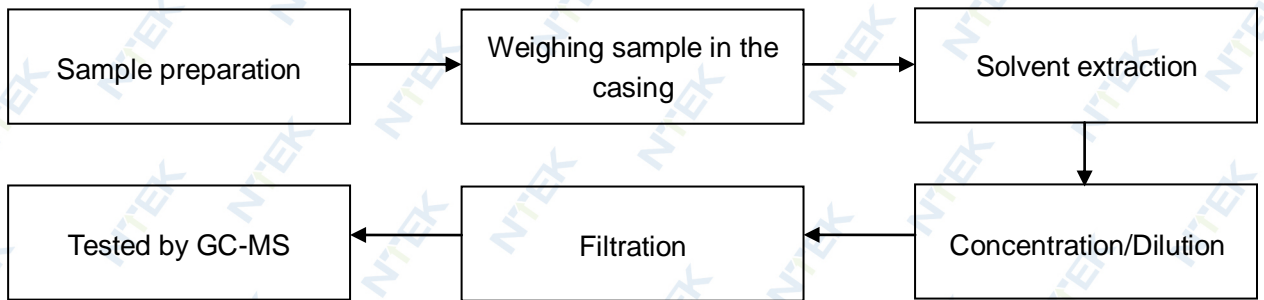 Sample preparation
Weighing sample in the
casing
Solvent extraction
Tested by GC-MS
Filtration
Concentration/Dilution